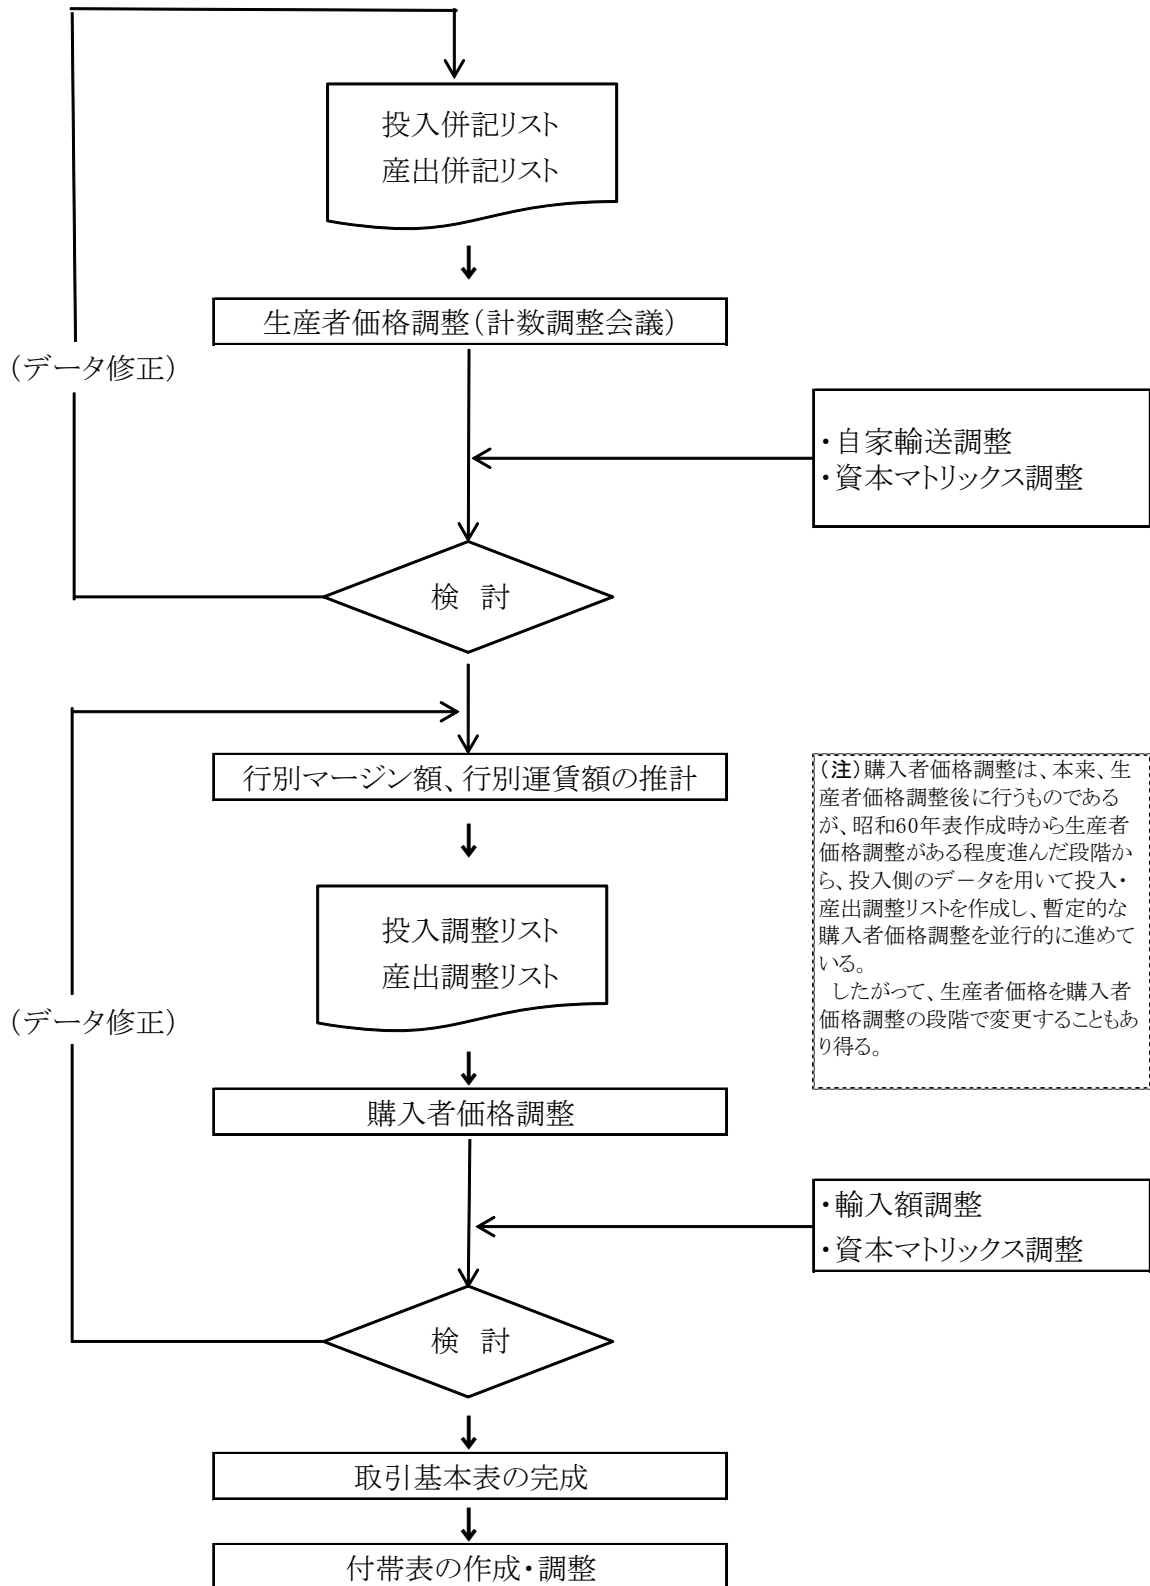 投入併記リスト
産出併記リスト
生産者価格調整（計数調整会議）
（データ修正）
・自家輸送調整
・資本マトリックス調整
検　討
行別マージン額、行別運賃額の推計
（注）購入者価格調整は、本来、生
産者価格調整後に行うものである
が、昭和60年表作成時から生産者
価格調整がある程度進んだ段階か
ら、投入側のデ－タを用いて投入・
産出調整リストを作成し、暫定的な
購入者価格調整を並行的に進めて
いる。
したがって、生産者価格を購入者
価格調整の段階で変更することもあ
り得る。
投入調整リスト
産出調整リスト
（データ修正）
購入者価格調整
・輸入額調整
・資本マトリックス調整
検　討
取引基本表の完成
付帯表の作成・調整